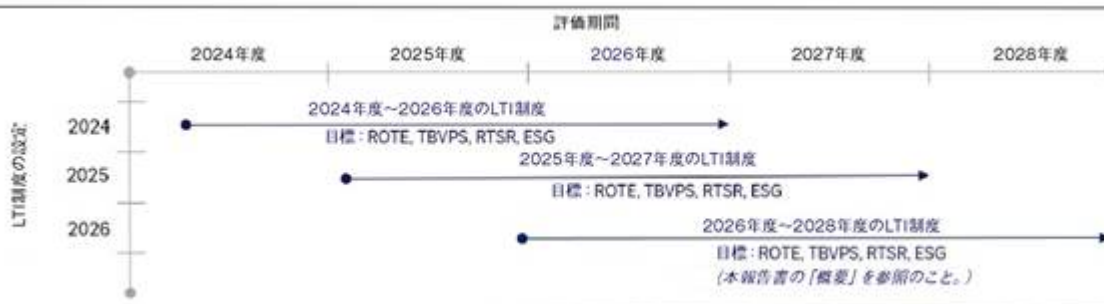 評価期間
2024年度 2025年度 2026年度 2027年度 2028年度
LTI制度の設定
2024
2024年度～2026年度のLTI制度
目標：ROTE, TBVPS, RTSR, ESG
2025
2025年度～2027年度のLTI制度
目標：ROTE, TBVPS, RTSR, ESG
2026
2026年度～2028年度のLTI制度
目標：ROTE, TBVPS, RTSR, ESG
(本報告書の「概要」を参照のこと。)